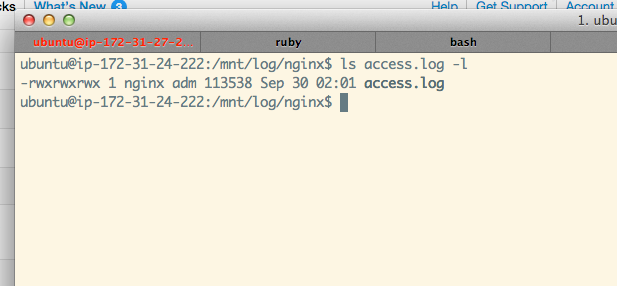 cks What's New 3 Help Get Support Account
1. ubu
ubuntu@ip-172-31-27-2... ruby bash
ubuntu@ip-172-31-24-222:/mnt/log/nginx$ ls access.log -l
-rwxrwxrwx 1 nginx adm 113538 Sep 30 02:01 access.log
ubuntu@ip-172-31-24-222:/mnt/log/nginx$